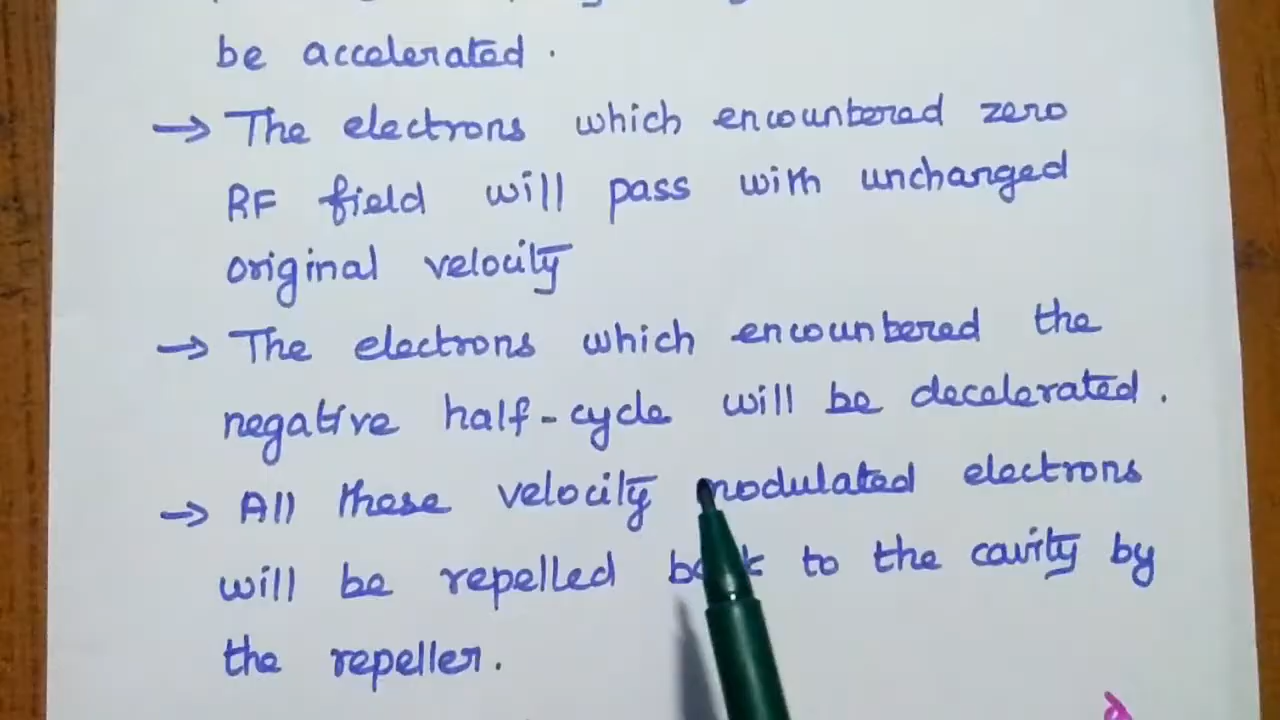 be accelerated.
→ The electrons which encountered zero
RF field will pass with unchanged
original velocity
→ The electrons which encountered the
negative half-cycle will be decelerated.
→ All these velocity modulated electrons
will be repelled back to the cavity by
the repeller.